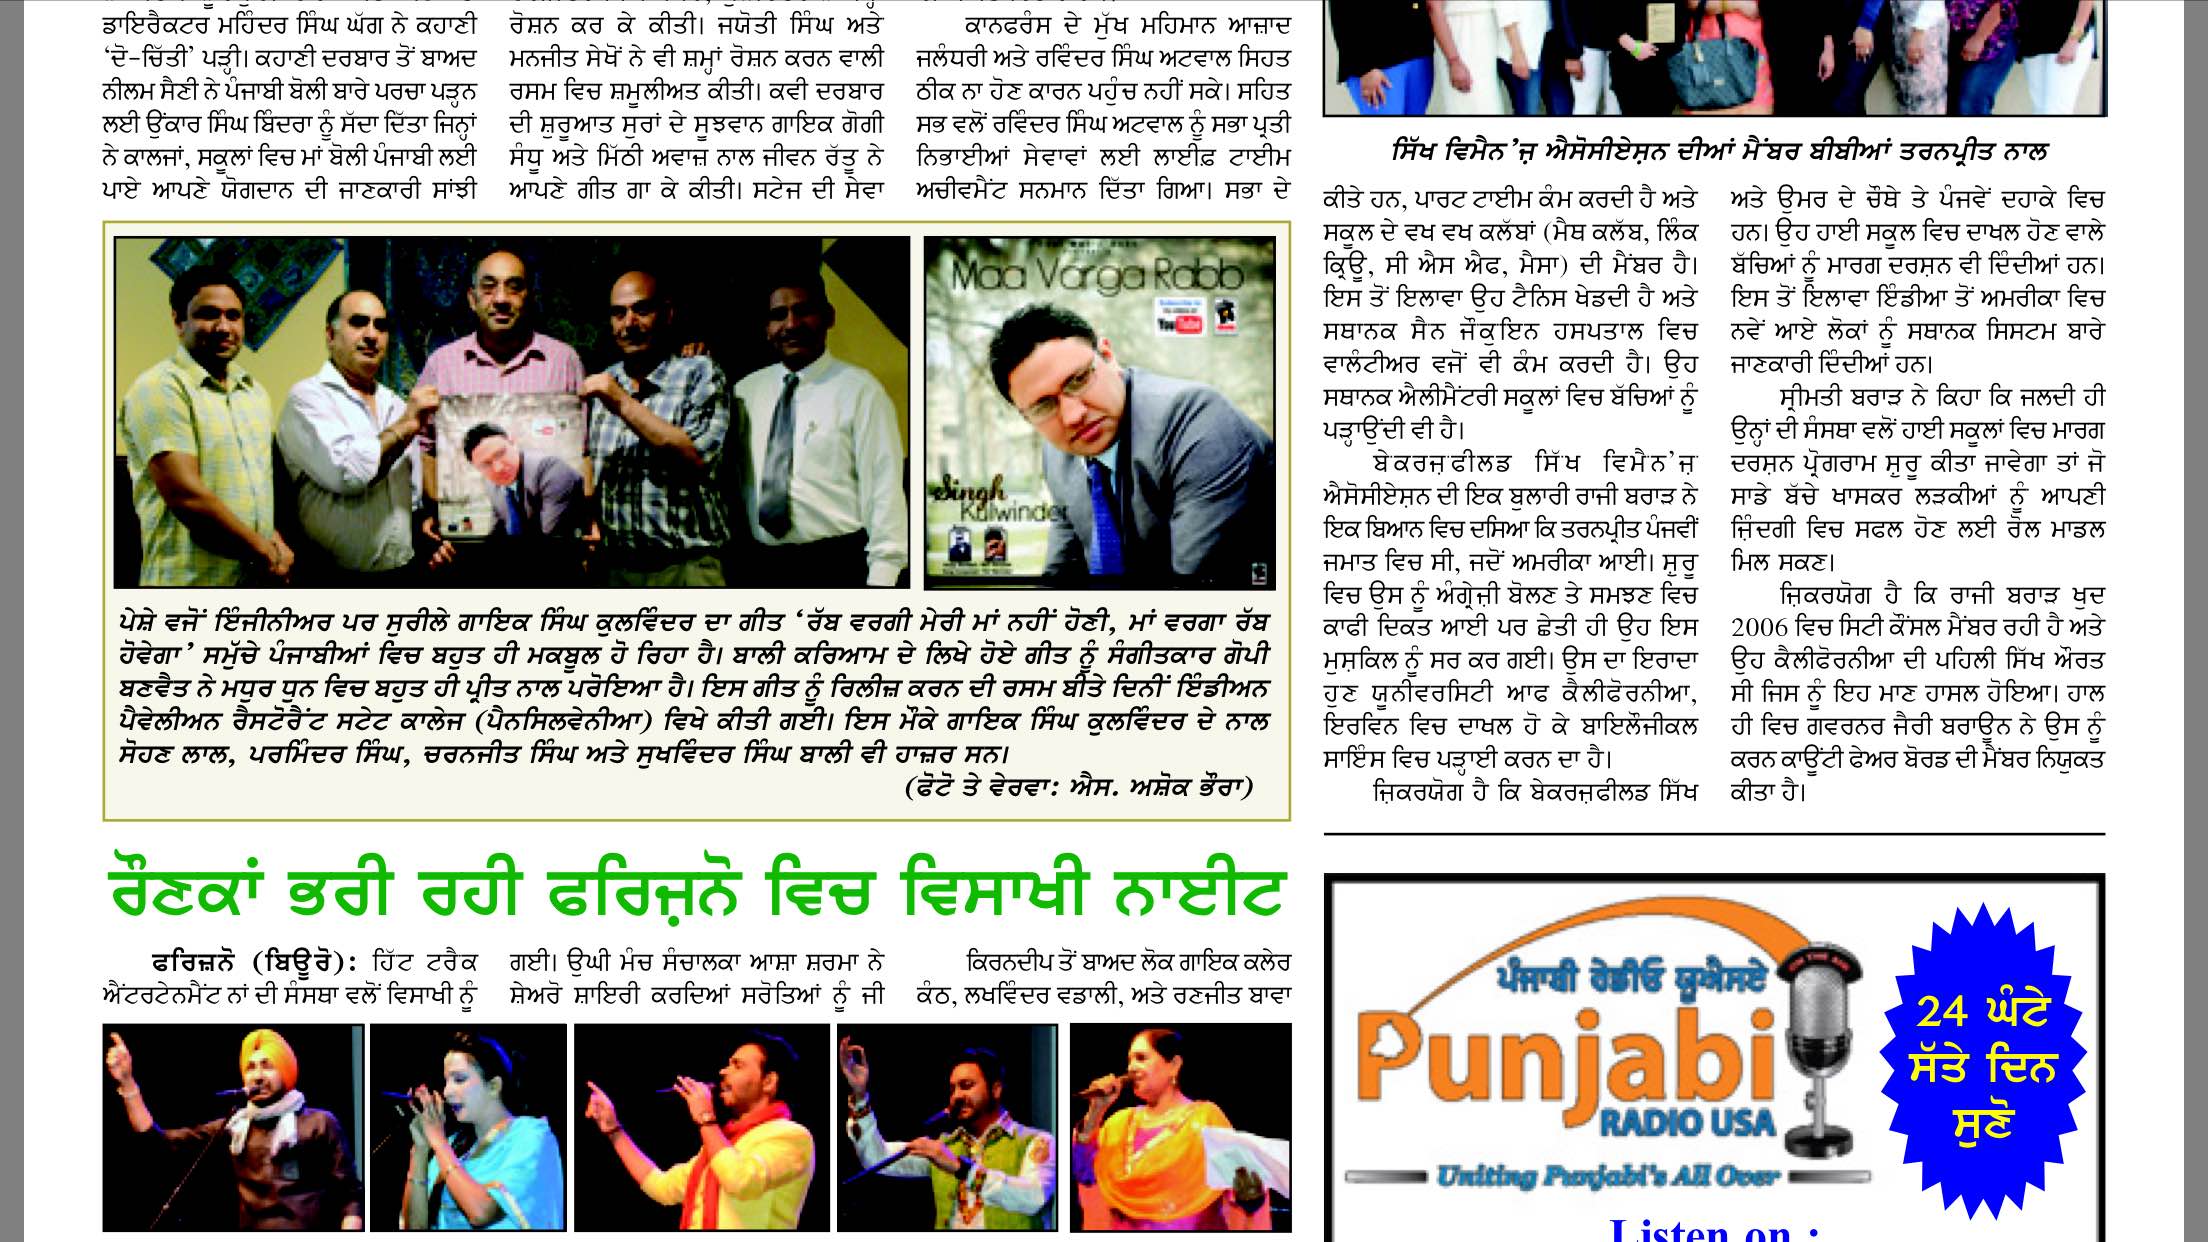 ਡਾਇਰੈਕਟਰ ਮਹਿੰਦਰ ਸਿੰਘ ਘੱਗ ਨੇ ਕਹਾਣੀ
‘ਦੋ-ਚਿੱਤੀ’ ਪੜ੍ਹੀ। ਕਹਾਣੀ ਦਰਬਾਰ ਤੋਂ ਬਾਅਦ
ਨੀਲਮ ਸੈਣੀ ਨੇ ਪੰਜਾਬੀ ਬੋਲੀ ਬਾਰੇ ਪਰਚਾ ਪੜ੍ਹਨ
ਲਈ ਉਂਕਾਰ ਸਿੰਘ ਬਿੰਦਰਾ ਨੂੰ ਸੱਦਾ ਦਿੱਤਾ ਜਿਨ੍ਹਾਂ
ਨੇ ਕਾਲਜਾਂ, ਸਕੂਲਾਂ ਵਿਚ ਮਾਂ ਬੋਲੀ ਪੰਜਾਬੀ ਲਈ
ਪਾਏ ਆਪਣੇ ਯੋਗਦਾਨ ਦੀ ਜਾਣਕਾਰੀ ਸਾਂਝੀ
ਰੋਸ਼ਨ ਕਰ ਕੇ ਕੀਤੀ। ਜਯੋਤੀ ਸਿੰਘ ਅਤੇ
ਮਨਜੀਤ ਸੇਖੋਂ ਨੇ ਵੀ ਸ਼ਮ੍ਹਾਂ ਰੋਸ਼ਨ ਕਰਨ ਵਾਲੀ
ਰਸਮ ਵਿਚ ਸ਼ਮੂਲੀਅਤ ਕੀਤੀ। ਕਵੀ ਦਰਬਾਰ
ਦੀ ਸ਼ੁਰੂਆਤ ਸੁਰਾਂ ਦੇ ਸੂਝਵਾਨ ਗਾਇਕ ਗੋਗੀ
ਸੰਧੂ ਅਤੇ ਮਿੱਠੀ ਅਵਾਜ਼ ਨਾਲ ਜੀਵਨ ਰੱਤੂ ਨੇ
ਆਪਣੇ ਗੀਤ ਗਾ ਕੇ ਕੀਤੀ। ਸਟੇਜ ਦੀ ਸੇਵਾ
ਕਾਨਫਰੰਸ ਦੇ ਮੁੱਖ ਮਹਿਮਾਨ ਆਜ਼ਾਦ
ਜਲੰਧਰੀ ਅਤੇ ਰਵਿੰਦਰ ਸਿੰਘ ਅਟਵਾਲ ਸਿਹਤ
ਠੀਕ ਨਾ ਹੋਣ ਕਾਰਨ ਪਹੁੰਚ ਨਹੀਂ ਸਕੇ। ਸਹਿਤ
ਸਭ ਵਲੋਂ ਰਵਿੰਦਰ ਸਿੰਘ ਅਟਵਾਲ ਨੂੰ ਸਭਾ ਪ੍ਰਤੀ
ਨਿਭਾਈਆਂ ਸੇਵਾਵਾਂ ਲਈ ਲਾਈਫ਼ ਟਾਈਮ
ਅਚੀਵਮੈਂਟ ਸਨਮਾਨ ਦਿੱਤਾ ਗਿਆ। ਸਭਾ ਦੇ
Maa Varga Rabb
YouTube
Singh
Kulwinder
ਪੇਸ਼ੇ ਵਜੋਂ ਇੰਜੀਨੀਅਰ ਪਰ ਸੁਰੀਲੇ ਗਾਇਕ ਸਿੰਘ ਕੁਲਵਿੰਦਰ ਦਾ ਗੀਤ ‘ਰੱਬ ਵਰਗੀ ਮੇਰੀ ਮਾਂ ਨਹੀਂ ਹੋਣੀ, ਮਾਂ ਵਰਗਾ ਰੱਬ
ਹੋਵੇਗਾ’ ਸਮੁੱਚੇ ਪੰਜਾਬੀਆਂ ਵਿਚ ਬਹੁਤ ਹੀ ਮਕਬੂਲ ਹੋ ਰਿਹਾ ਹੈ। ਬਾਲੀ ਕਰਿਆਮ ਦੇ ਲਿਖੇ ਹੋਏ ਗੀਤ ਨੂੰ ਸੰਗੀਤਕਾਰ ਗੋਪੀ
ਬਣਵੈਤ ਨੇ ਮਧੁਰ ਧੁਨ ਵਿਚ ਬਹੁਤ ਹੀ ਪ੍ਰੀਤ ਨਾਲ ਪਰੋਇਆ ਹੈ। ਇਸ ਗੀਤ ਨੂੰ ਰਿਲੀਜ਼ ਕਰਨ ਦੀ ਰਸਮ ਬੀਤੇ ਦਿਨੀਂ ਇੰਡੀਅਨ
ਪੈਵੇਲੀਅਨ ਰੈਸਟੋਰੈਂਟ ਸਟੇਟ ਕਾਲੇਜ (ਪੈਨਸਿਲਵੇਨੀਆ) ਵਿਖੇ ਕੀਤੀ ਗਈ। ਇਸ ਮੌਕੇ ਗਾਇਕ ਸਿੰਘ ਕੁਲਵਿੰਦਰ ਦੇ ਨਾਲ
ਸੋਹਣ ਲਾਲ, ਪਰਮਿੰਦਰ ਸਿੰਘ, ਚਰਨਜੀਤ ਸਿੰਘ ਅਤੇ ਸੁਖਵਿੰਦਰ ਸਿੰਘ ਬਾਲੀ ਵੀ ਹਾਜ਼ਰ ਸਨ।
(ਫੋਟੋ ਤੇ ਵੇਰਵਾ: ਐਸ. ਅਸ਼ੋਕ ਭੌਰਾ)
ਰੌਣਕਾਂ ਭਰੀ ਰਹੀ ਫਰਿਜ਼ਨੋ ਵਿਚ ਵਿਸਾਖੀ ਨਾਈਟ
ਫਰਿਜ਼ਨੋ (ਬਿਊਰੋ): ਹਿੱਟ ਟਰੈਕ
ਐਂਟਰਟੇਨਮੈਂਟ ਨਾਂ ਦੀ ਸੰਸਥਾ ਵਲੋਂ ਵਿਸਾਖੀ ਨੂੰ
ਗਈ। ਉਘੀ ਮੰਚ ਸੰਚਾਲਕਾ ਆਸ਼ਾ ਸ਼ਰਮਾ ਨੇ
ਸ਼ੇਅਰੋ ਸ਼ਾਇਰੀ ਕਰਦਿਆਂ ਸਰੋਤਿਆਂ ਨੂੰ ਜੀ
ਕਿਰਨਦੀਪ ਤੋਂ ਬਾਅਦ ਲੋਕ ਗਾਇਕ ਕਲੇਰ
ਕੰਠ, ਲਖਵਿੰਦਰ ਵਡਾਲੀ, ਅਤੇ ਰਣਜੀਤ ਬਾਵਾ
ਸਿੱਖ ਵਿਮੈਨ’ਜ਼ ਐਸੋਸੀਏਸ਼ਨ ਦੀਆਂ ਮੈਂਬਰ ਬੀਬੀਆਂ ਤਰਨਪ੍ਰੀਤ ਨਾਲ
ਕੀਤੇ ਹਨ, ਪਾਰਟ ਟਾਈਮ ਕੰਮ ਕਰਦੀ ਹੈ ਅਤੇ
ਸਕੂਲ ਦੇ ਵਖ ਵਖ ਕਲੱਬਾਂ (ਮੈਥ ਕਲੱਬ, ਲਿੰਕ
ਕ੍ਰਿਊ, ਸੀ ਐਸ ਐਫ, ਮੈਸਾ) ਦੀ ਮੈਂਬਰ ਹੈ।
ਇਸ ਤੋਂ ਇਲਾਵਾ ਉਹ ਟੈਨਿਸ ਖੇਡਦੀ ਹੈ ਅਤੇ
ਸਥਾਨਕ ਸੈਨ ਜੌਕੁਇਨ ਹਸਪਤਾਲ ਵਿਚ
ਵਾਲੰਟੀਅਰ ਵਜੋਂ ਵੀ ਕੰਮ ਕਰਦੀ ਹੈ। ਉਹ
ਸਥਾਨਕ ਐਲੀਮੈਂਟਰੀ ਸਕੂਲਾਂ ਵਿਚ ਬੱਚਿਆਂ ਨੂੰ
ਪੜ੍ਹਾਉਂਦੀ ਵੀ ਹੈ।
ਬੇਕਰਜ਼ਫੀਲਡ ਸਿੱਖ ਵਿਮੈਨ’ਜ਼
ਐਸੋਸੀਏਸ਼ਨ ਦੀ ਇਕ ਬੁਲਾਰੀ ਰਾਜੀ ਬਰਾੜ ਨੇ
ਇਕ ਬਿਆਨ ਵਿਚ ਦਸਿਆ ਕਿ ਤਰਨਪ੍ਰੀਤ ਪੰਜਵੀਂ
ਜਮਾਤ ਵਿਚ ਸੀ, ਜਦੋਂ ਅਮਰੀਕਾ ਆਈ। ਸ਼ੁਰੂ
ਵਿਚ ਉਸ ਨੂੰ ਅੰਗ੍ਰੇਜ਼ੀ ਬੋਲਣ ਤੇ ਸਮਝਣ ਵਿਚ
ਕਾਫੀ ਦਿਕਤ ਆਈ ਪਰ ਛੇਤੀ ਹੀ ਉਹ ਇਸ
ਮੁਸ਼ਕਿਲ ਨੂੰ ਸਰ ਕਰ ਗਈ। ਉਸ ਦਾ ਇਰਾਦਾ
ਹੁਣ ਯੂਨੀਵਰਸਿਟੀ ਆਫ ਕੈਲੀਫੋਰਨੀਆ,
ਇਰਵਿਨ ਵਿਚ ਦਾਖਲ ਹੋ ਕੇ ਬਾਇਲੌਜੀਕਲ
ਸਾਇੰਸ ਵਿਚ ਪੜ੍ਹਾਈ ਕਰਨ ਦਾ ਹੈ।
ਜ਼ਿਕਰਯੋਗ ਹੈ ਕਿ ਬੇਕਰਜ਼ਫੀਲਡ ਸਿੱਖ
ਅਤੇ ਉਮਰ ਦੇ ਚੌਥੇ ਤੇ ਪੰਜਵੇਂ ਦਹਾਕੇ ਵਿਚ
ਹਨ। ਉਹ ਹਾਈ ਸਕੂਲ ਵਿਚ ਦਾਖਲ ਹੋਣ ਵਾਲੇ
ਬੱਚਿਆਂ ਨੂੰ ਮਾਰਗ ਦਰਸ਼ਨ ਵੀ ਦਿੰਦੀਆਂ ਹਨ।
ਇਸ ਤੋਂ ਇਲਾਵਾ ਇੰਡੀਆ ਤੋਂ ਅਮਰੀਕਾ ਵਿਚ
ਨਵੇਂ ਆਏ ਲੋਕਾਂ ਨੂੰ ਸਥਾਨਕ ਸਿਸਟਮ ਬਾਰੇ
ਜਾਣਕਾਰੀ ਦਿੰਦੀਆਂ ਹਨ।
ਸ੍ਰੀਮਤੀ ਬਰਾੜ ਨੇ ਕਿਹਾ ਕਿ ਜਲਦੀ ਹੀ
ਉਨ੍ਹਾਂ ਦੀ ਸੰਸਥਾ ਵਲੋਂ ਹਾਈ ਸਕੂਲਾਂ ਵਿਚ ਮਾਰਗ
ਦਰਸ਼ਨ ਪ੍ਰੋਗਰਾਮ ਸ਼ੁਰੂ ਕੀਤਾ ਜਾਵੇਗਾ ਤਾਂ ਜੋ
ਸਾਡੇ ਬੱਚੇ ਖਾਸਕਰ ਲੜਕੀਆਂ ਨੂੰ ਆਪਣੀ
ਜ਼ਿੰਦਗੀ ਵਿਚ ਸਫਲ ਹੋਣ ਲਈ ਰੋਲ ਮਾਡਲ
ਮਿਲ ਸਕਣ।
ਜ਼ਿਕਰਯੋਗ ਹੈ ਕਿ ਰਾਜੀ ਬਰਾੜ ਖੁਦ
2006 ਵਿਚ ਸਿਟੀ ਕੌਂਸਲ ਮੈਂਬਰ ਰਹੀ ਹੈ ਅਤੇ
ਉਹ ਕੈਲੀਫੋਰਨੀਆ ਦੀ ਪਹਿਲੀ ਸਿੱਖ ਔਰਤ
ਸੀ ਜਿਸ ਨੂੰ ਇਹ ਮਾਣ ਹਾਸਲ ਹੋਇਆ। ਹਾਲ
ਹੀ ਵਿਚ ਗਵਰਨਰ ਜੈਰੀ ਬਰਾਊਨ ਨੇ ਉਸ ਨੂੰ
ਕਰਨ ਕਾਊਂਟੀ ਫੇਅਰ ਬੋਰਡ ਦੀ ਮੈਂਬਰ ਨਿਯੁਕਤ
ਕੀਤਾ ਹੈ।
ਪੰਜਾਬੀ ਰੇਡੀਓ ਯੂਐਸਏ
ON THE AIR
Punjabi
RADIO USA
Uniting Punjabi's All Over
24 ਘੰਟੇ
ਸੱਤੇ ਦਿਨ
ਸੁਣੋ
Listen on :